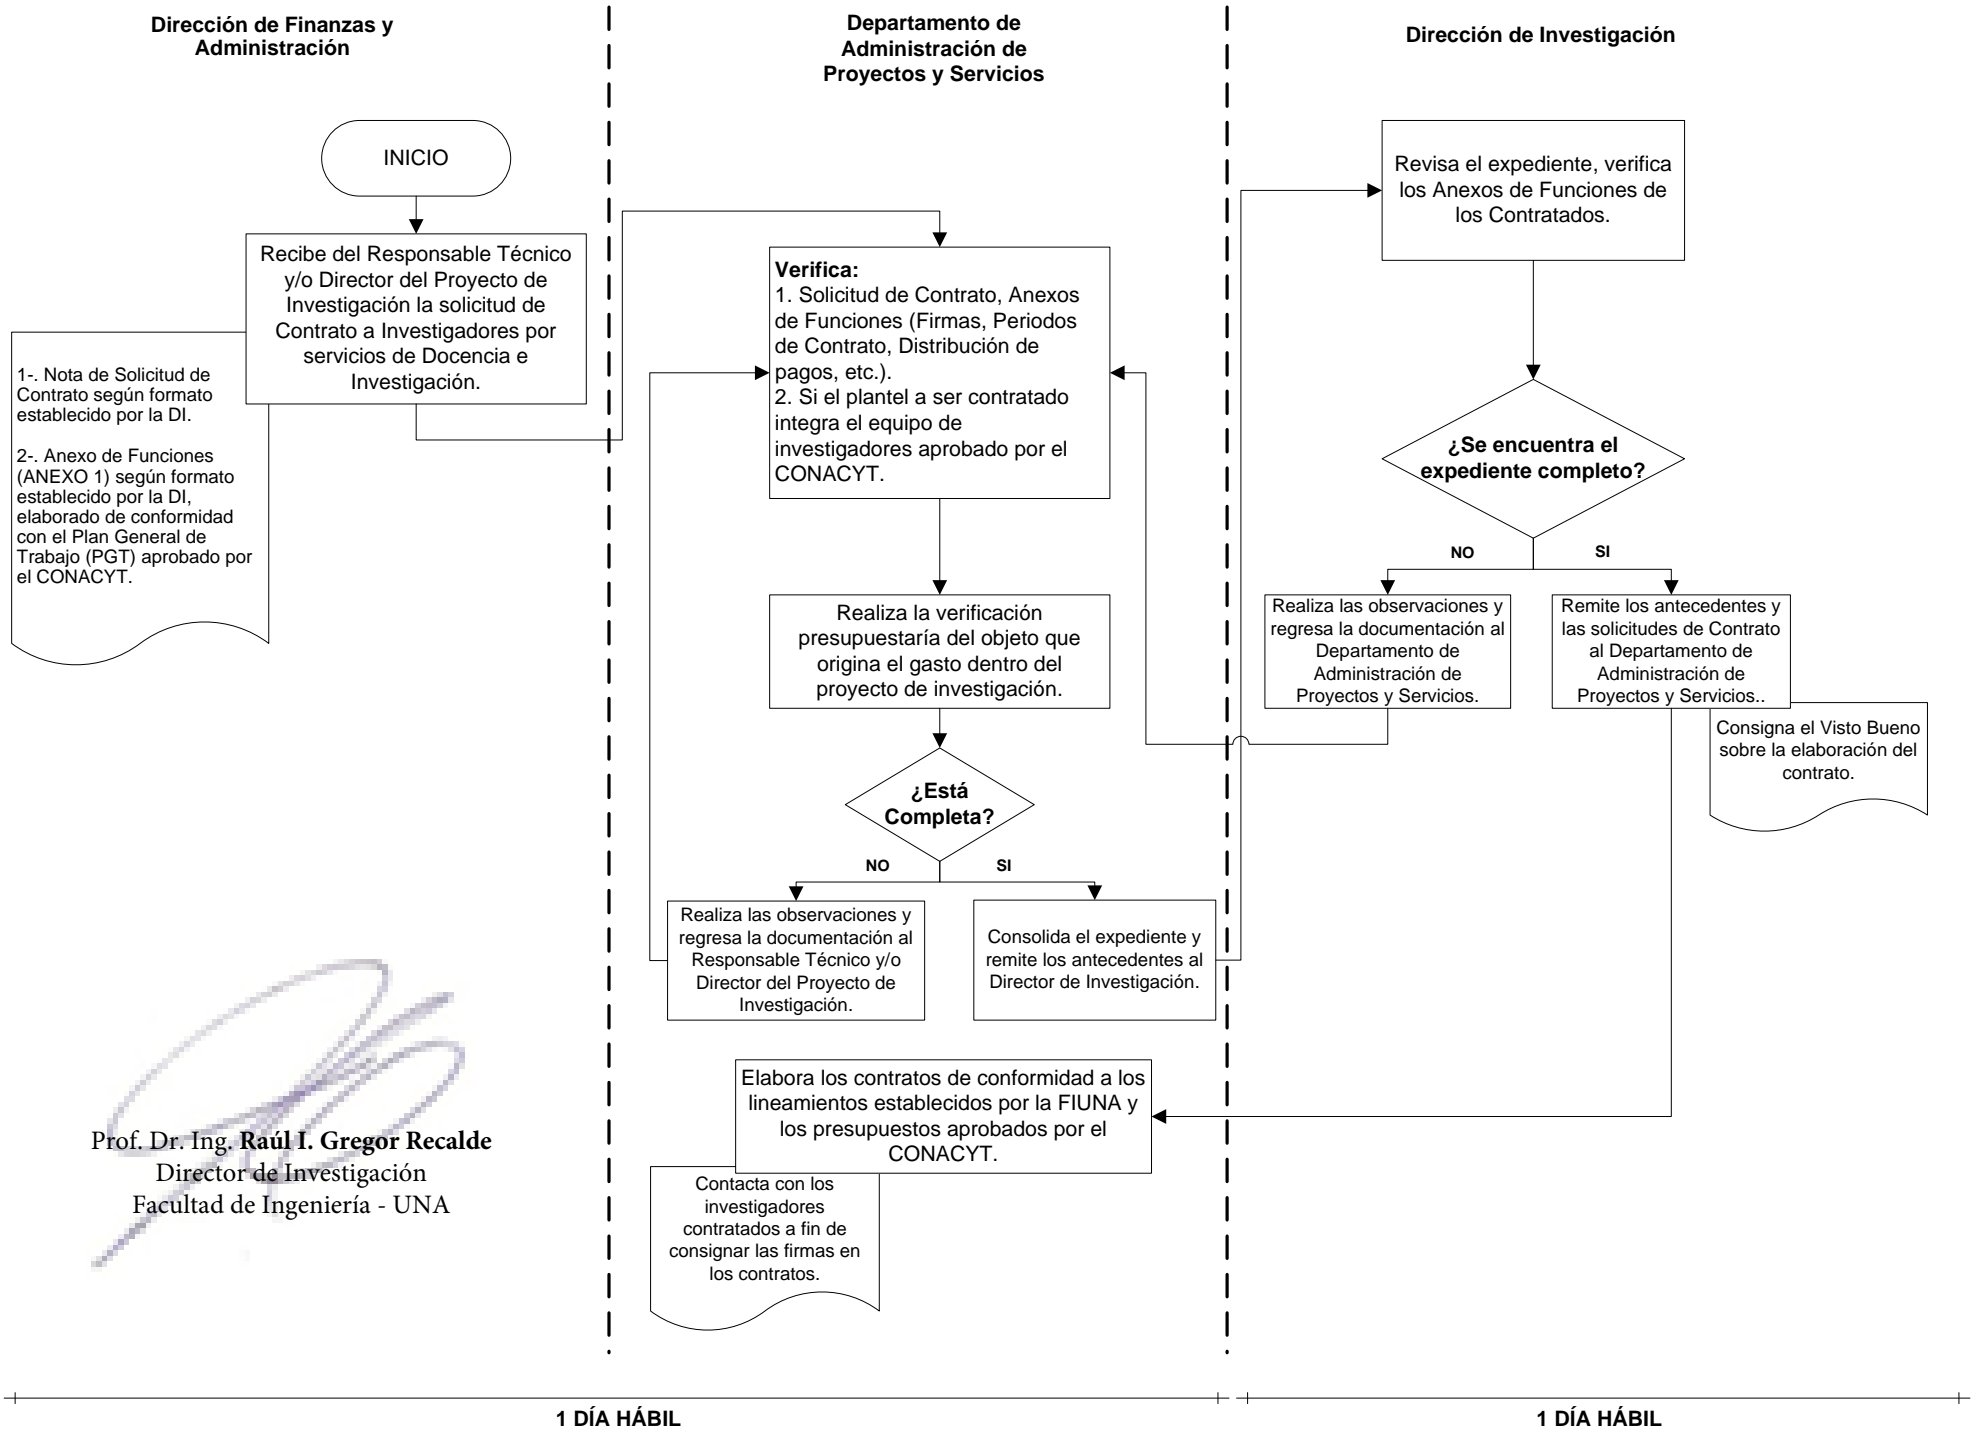 Dirección de Finanzas y
Administración
INICIO
Recibe del Responsable Técnico
y/o Director del Proyecto de
Investigación la solicitud de
Contrato a Investigadores por
servicios de Docencia e
Investigación.
1-. Nota de Solicitud de
Contrato según formato
establecido por la DI.
2-. Anexo de Funciones
(ANEXO 1) según formato
establecido por la DI,
elaborado de conformidad
con el Plan General de
Trabajo (PGT) aprobado por
el CONACYT.
Departamento de
Administración de
Proyectos y Servicios
Verifica:
1. Solicitud de Contrato, Anexos
de Funciones (Firmas, Periodos
de Contrato, Distribución de
pagos, etc.).
2. Si el plantel a ser contratado
integra el equipo de
investigadores aprobado por el
CONACYT.
Realiza la verificación
presupuestaría del objeto que
origina el gasto dentro del
proyecto de investigación.
¿Está
Completa?
NO
SI
Realiza las observaciones y
regresa la documentación al
Responsable Técnico y/o
Director del Proyecto de
Investigación.
Consolida el expediente y
remite los antecedentes al
Director de Investigación.
Dirección de Investigación
Revisa el expediente, verifica
los Anexos de Funciones de
los Contratados.
¿Se encuentra el
expediente completo?
NO
SI
Realiza las observaciones y
regresa la documentación al
Departamento de
Administración de
Proyectos y Servicios.
Remite los antecedentes y
las solicitudes de Contrato
al Departamento de
Administración de
Proyectos y Servicios..
Consigna el Visto Bueno
sobre la elaboración del
contrato.
Elabora los contratos de conformidad a los
lineamientos establecidos por la FIUNA y
los presupuestos aprobados por el
CONACYT.
Contacta con los
investigadores
contratados a fin de
consignar las firmas en
los contratos.
Prof. Dr. Ing. Raúl I. Gregor Recalde
Director de Investigación
Facultad de Ingeniería - UNA
1 DÍA HÁBIL
1 DÍA HÁBIL